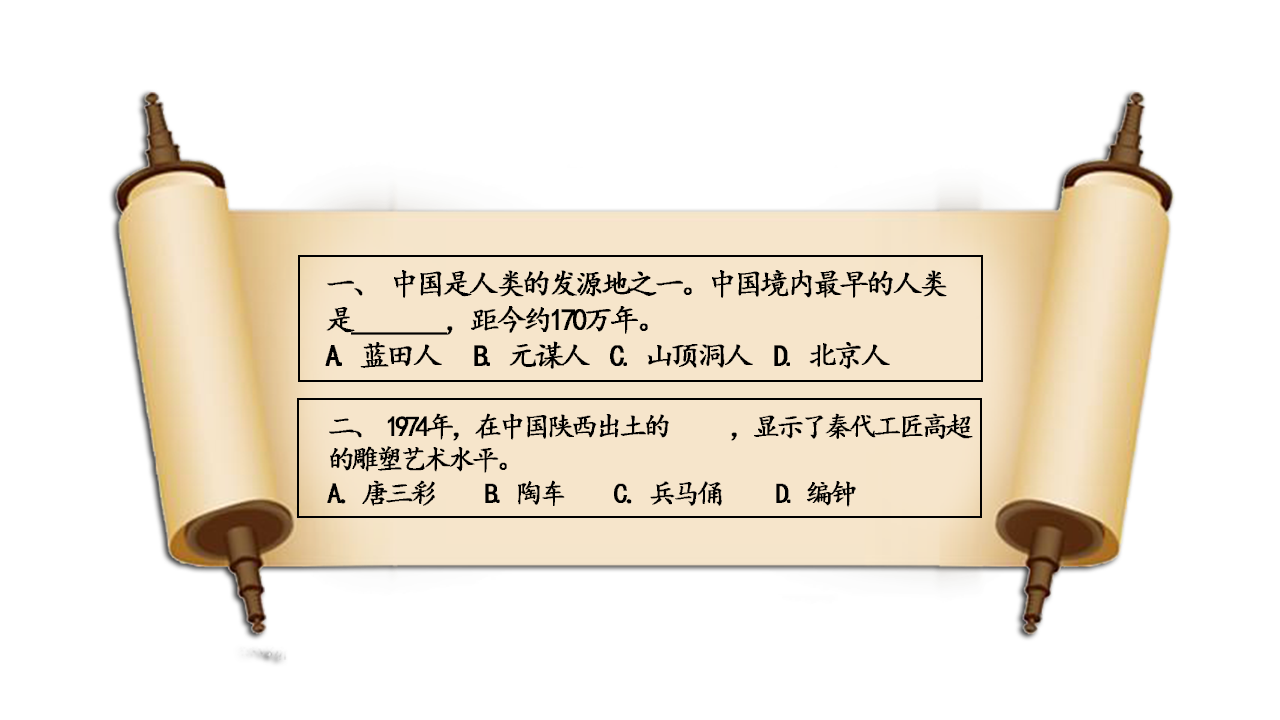 一、 中国是人类的发源地之一。中国境内最早的人类
是_______，距今约170万年。
A. 蓝田人 B. 元谋人 C. 山顶洞人 D. 北京人
二、 1974年，在中国陕西出土的 ，显示了秦代工匠高超
的雕塑艺术水平。
A. 唐三彩 B. 陶车 C. 兵马俑 D. 编钟